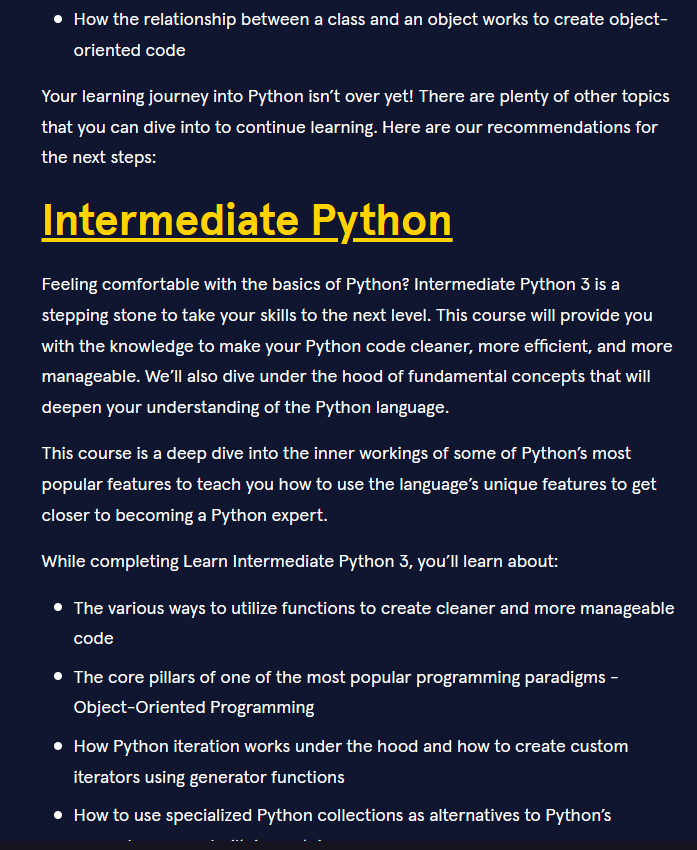 How the relationship between a class and an object works to create object-
oriented code
Your learning journey into Python isn’t over yet! There are plenty of other topics
that you can dive into to continue learning. Here are our recommendations for
the next steps:
Intermediate Python
Feeling comfortable with the basics of Python? Intermediate Python 3 is a
stepping stone to take your skills to the next level. This course will provide you
with the knowledge to make your Python code cleaner, more efficient, and more
manageable. We’ll also dive under the hood of fundamental concepts that will
deepen your understanding of the Python language.
This course is a deep dive into the inner workings of some of Python’s most
popular features to teach you how to use the language’s unique features to get
closer to becoming a Python expert.
While completing Learn Intermediate Python 3, you’ll learn about:
The various ways to utilize functions to create cleaner and more manageable
code
The core pillars of one of the most popular programming paradigms -
Object-Oriented Programming
How Python iteration works under the hood and how to create custom
iterators using generator functions
How to use specialized Python collections as alternatives to Python’s